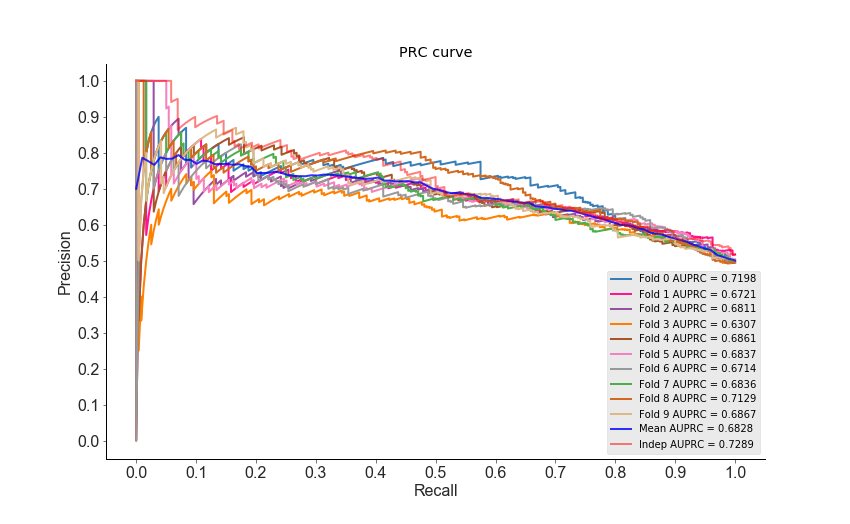 PRC curve
Precision
1.0
0.9
0.8
0.7
0.6
0.5
0.4
0.3
0.2
0.1
0.0
Fold 0 AUPRC = 0.7198
Fold 1 AUPRC = 0.6721
Fold 2 AUPRC = 0.6811
Fold 3 AUPRC = 0.6307
Fold 4 AUPRC = 0.6861
Fold 5 AUPRC = 0.6837
Fold 6 AUPRC = 0.6714
Fold 7 AUPRC = 0.6836
Fold 8 AUPRC = 0.7129
Fold 9 AUPRC = 0.6867
Mean AUPRC = 0.6828
Indep AUPRC = 0.7289
0.0 0.1 0.2 0.3 0.4 0.5 0.6 0.7 0.8 0.9 1.0
Recall